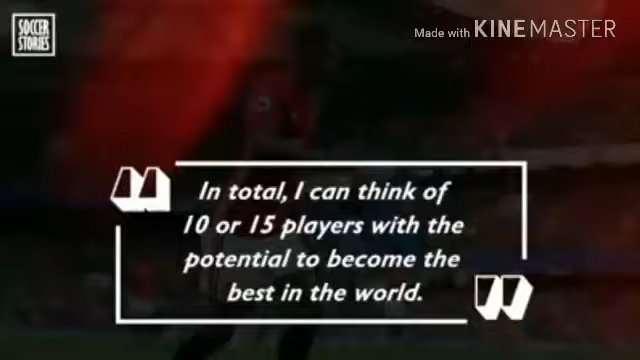 SOCCER
STORIES
Made with KINEMASTER
In total, I can think of
10 or 15 players with the
potential to become the
best in the world.